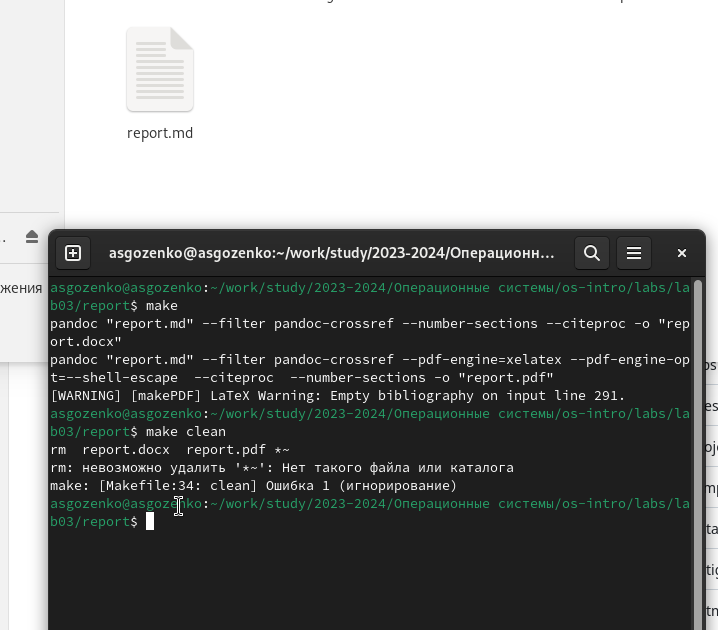 report.md
asgozenko@asgozenko:~/work/study/2023-2024/Операционн...
жения
asgozenko@asgozenko:~/work/study/2023-2024/Операционные системы/os-intro/labs/la
b03/report$ make
pandoc "report.md" --filter pandoc-crossref --number-sections --citeproc -o "rep
ort.docx"
pandoc "report.md" --filter pandoc-crossref --pdf-engine=xelatex --pdf-engine-op
t=--shell-escape  --citeproc  --number-sections -o "report.pdf"
[WARNING] [makePDF] LaTeX Warning: Empty bibliography on input line 291.
asgozenko@asgozenko:~/work/study/2023-2024/Операционные системы/os-intro/labs/la
b03/report$ make clean
rm  report.docx  report.pdf *~
rm: невозможно удалить '*~': Нет такого файла или каталога
make: [Makefile:34: clean] Ошибка 1 (игнорирование)
asgozenko@asgozenko:~/work/study/2023-2024/Операционные системы/os-intro/labs/la
b03/report$